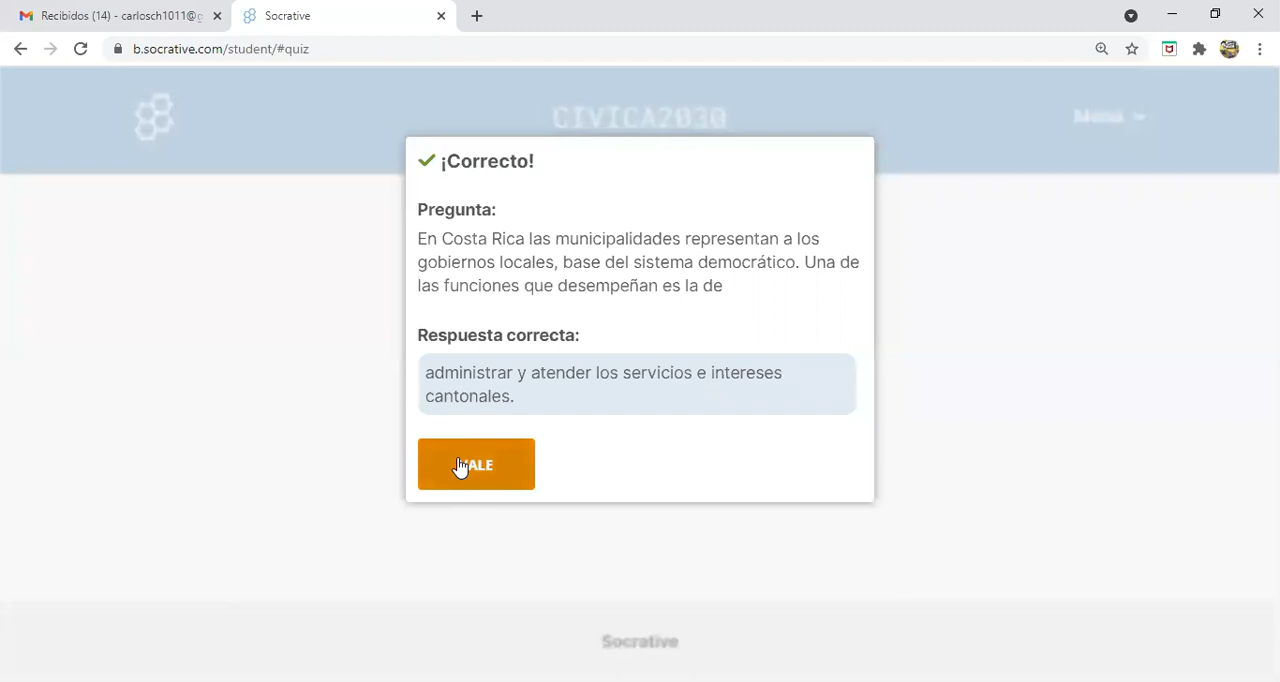 Recibidos (14) - carlosch1011@g
Socrative
b.socrative.com/student/#quiz
CIVICA2030
Menú
¡Correcto!
Pregunta:
En Costa Rica las municipalidades representan a los
gobiernos locales, base del sistema democrático. Una de
las funciones que desempeñan es la de
Respuesta correcta:
administrar y atender los servicios e intereses
cantonales.
VALE
Socrative